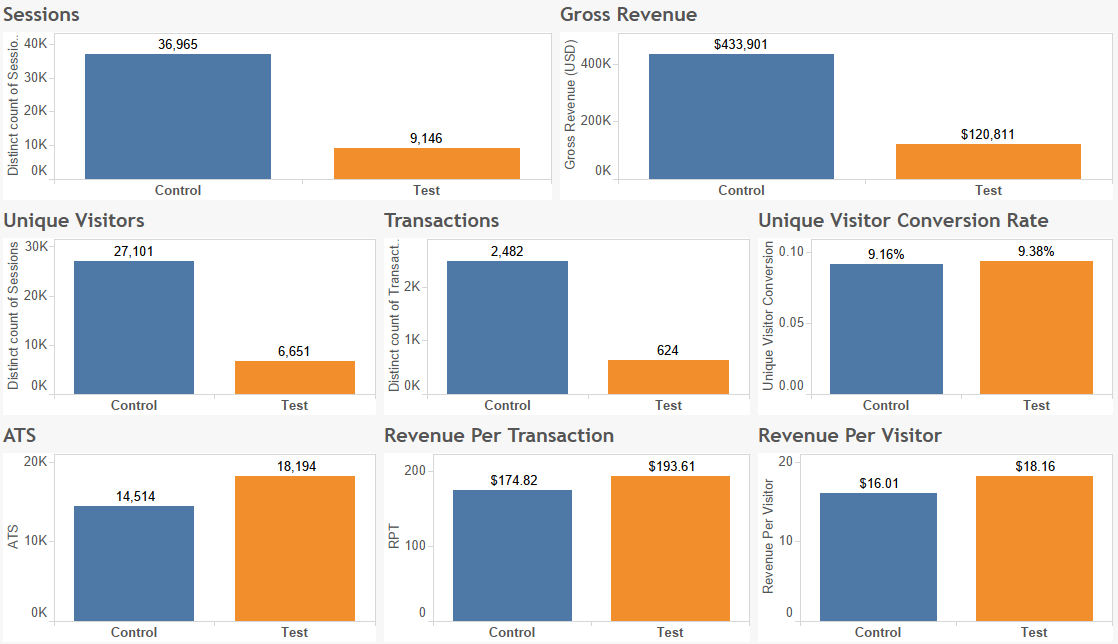 Sessions
Distinct count of Sessio..
40K
30K
20K
10K
0K
36,965
9,146
Control
Test
Gross Revenue
Gross Revenue (USD)
400K
200K
0K
$433,901
$120,811
Control
Test
Unique Visitors
Distinct count of Sessions
30K
20K
10K
0K
27,101
6,651
Control
Test
Transactions
Distinct count of Transact..
2K
1K
0K
2,482
624
Control
Test
Unique Visitor Conversion Rate
Unique Visitor Conversion
0.10
0.05
0.00
9.16%
9.38%
Control
Test
ATS
ATS
20K
10K
0K
14,514
18,194
Control
Test
Revenue Per Transaction
RPT
200
100
0
$174.82
$193.61
Control
Test
Revenue Per Visitor
Revenue Per Visitor
20
10
0
$16.01
$18.16
Control
Test